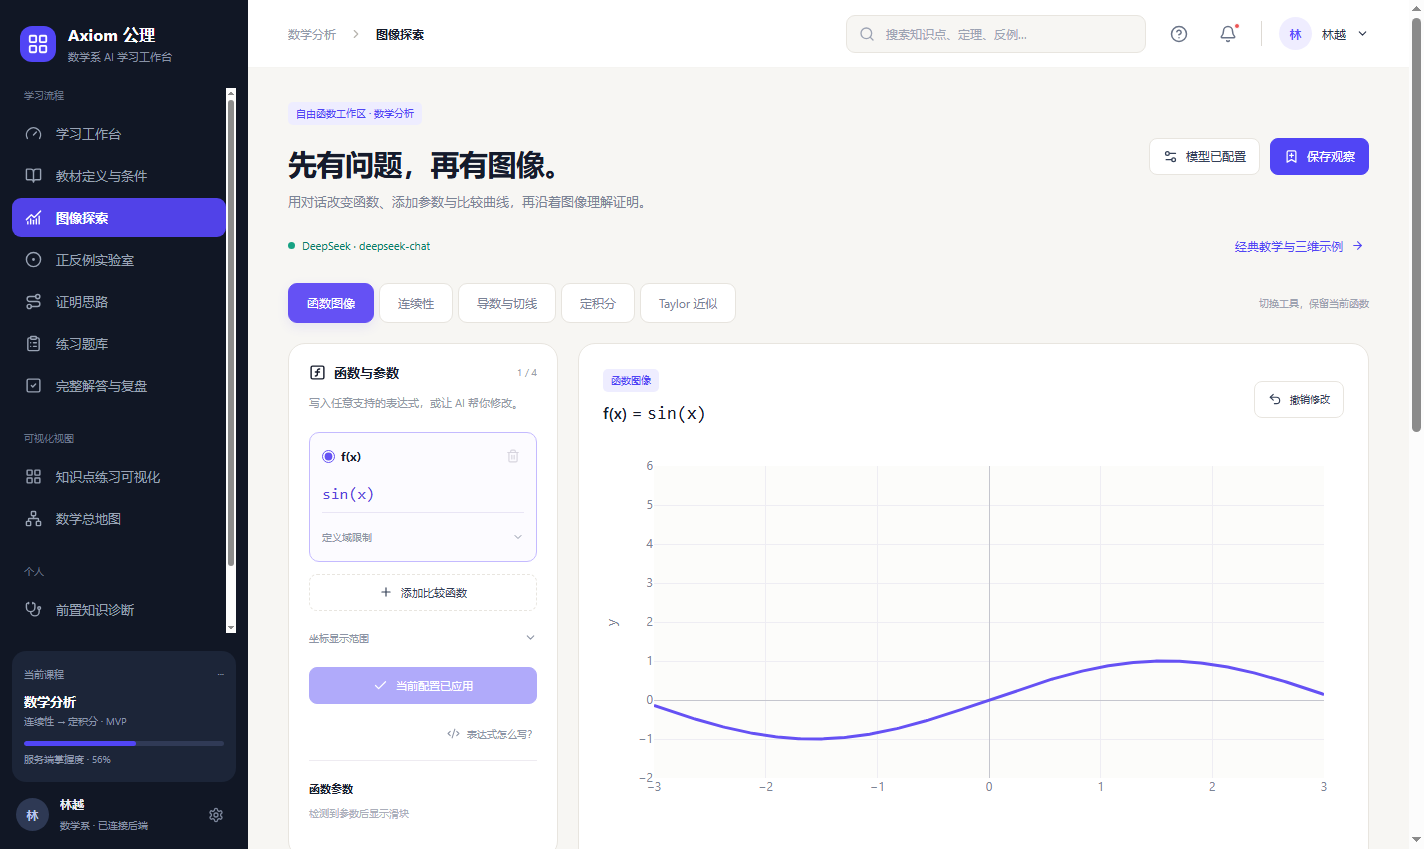 Axiom 公理
数学系 AI 学习工作台
学习流程
学习工作台
教材定义与条件
图像探索
正反例实验室
证明思路
练习题库
完整解答与复盘
可视化视图
知识点练习可视化
数学总地图
个人
前置知识诊断
当前课程
数学分析
连续性 → 定积分 · MVP
服务端掌握度 · 56%
林
林越
数学系 · 已连接后端
数学分析
图像探索
搜索知识点、定理、反例...
林
林越
自由函数工作区 · 数学分析
先有问题，再有图像。
用对话改变函数、添加参数与比较曲线，再沿着图像理解证明。
模型已配置
保存观察
DeepSeek · deepseek-chat
经典教学与三维示例 →
函数图像
连续性
导数与切线
定积分
Taylor 近似
切换工具，保留当前函数
函数与参数
1 / 4
写入任意支持的表达式，或让 AI 帮你修改。
f(x)
sin(x)
定义域限制
+ 添加比较函数
坐标显示范围
当前配置已应用
</> 表达式怎么写？
函数参数
检测到参数后显示滑块
函数图像
f(x) = sin(x)
撤销修改
6
5
4
3
2
1
0
−1
−2
y
−3
−2
−1
0
1
2
3